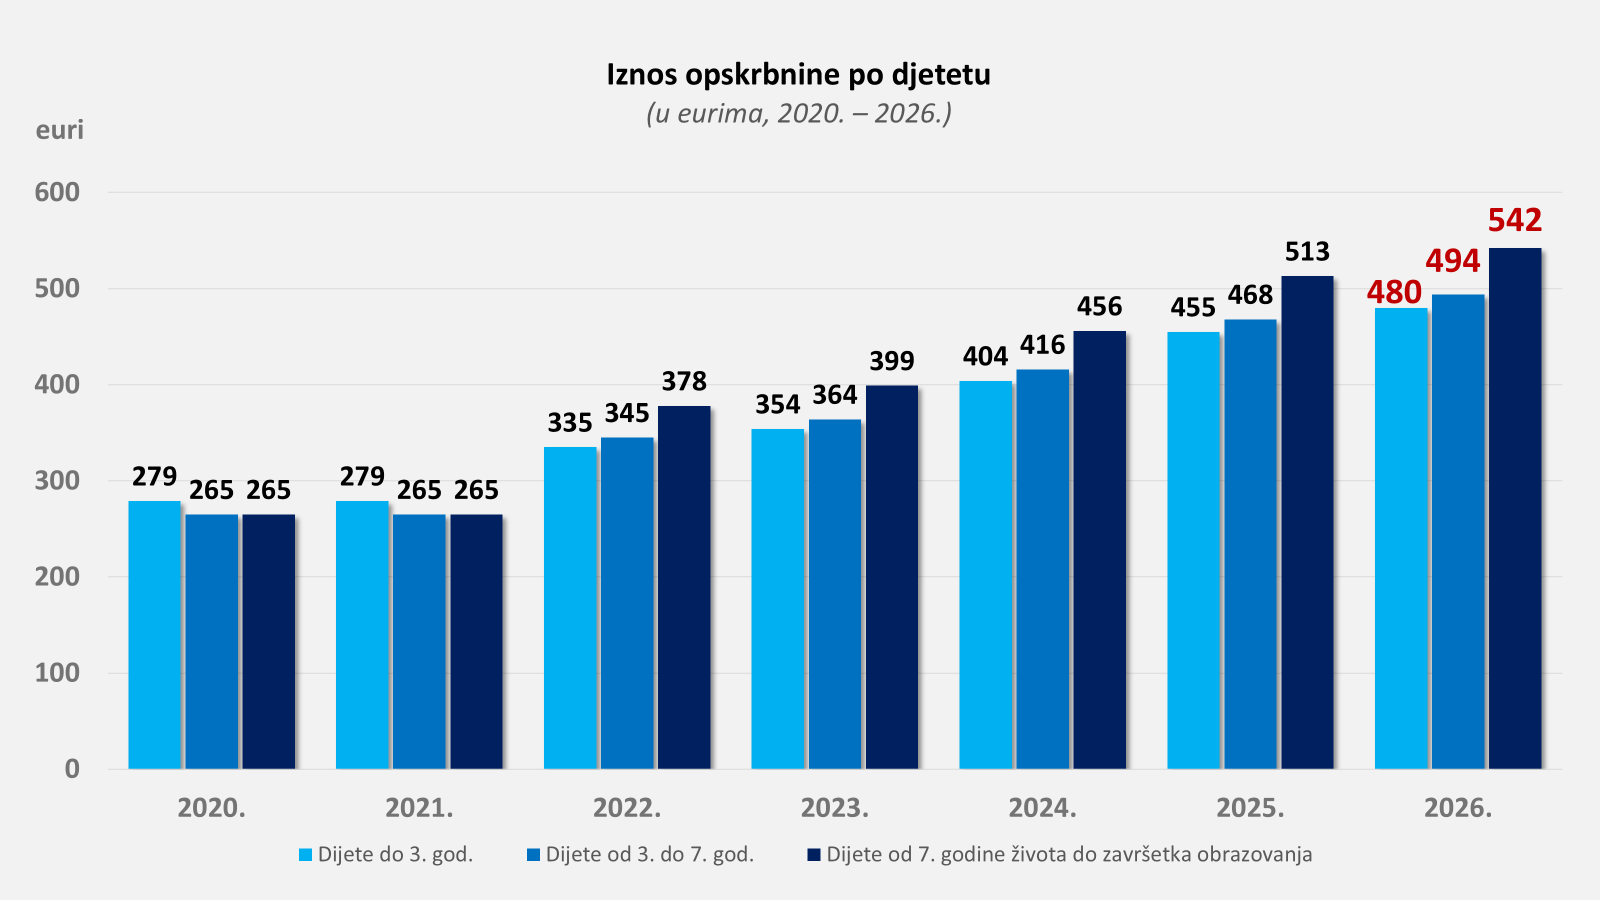 Iznos opskrbnine po djetetu
(u eurima, 2020. – 2026.)
euri
600
500
400
300
200
100
0
279 265 265
279 265 265
335 345 378
354 364 399
404 416 456
455 468 513
480 494 542
2020. 2021. 2022. 2023. 2024. 2025. 2026.
Dijete do 3. god. Dijete od 3. do 7. god. Dijete od 7. godine života do završetka obrazovanja